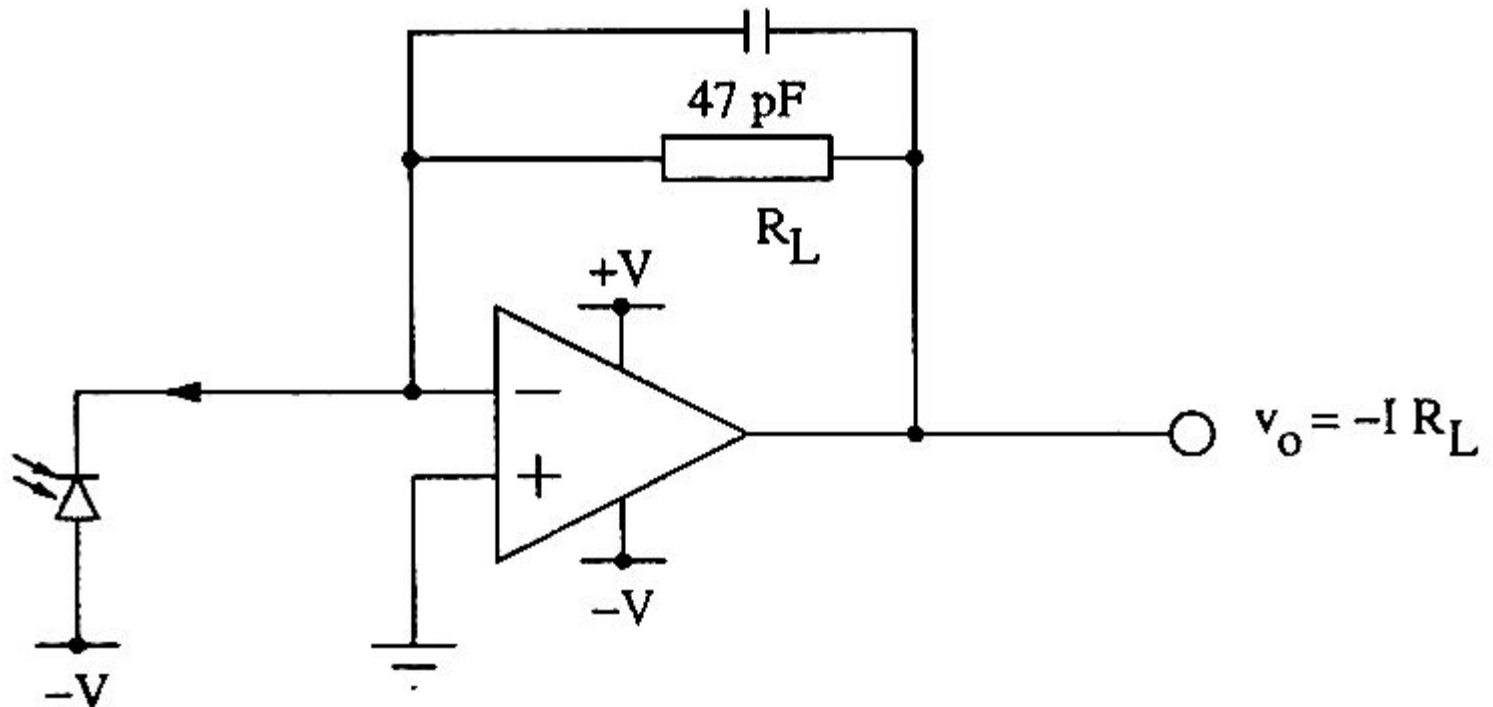 47 pF
R_L
+V
−
+
v_o = −I R_L
−V
−V